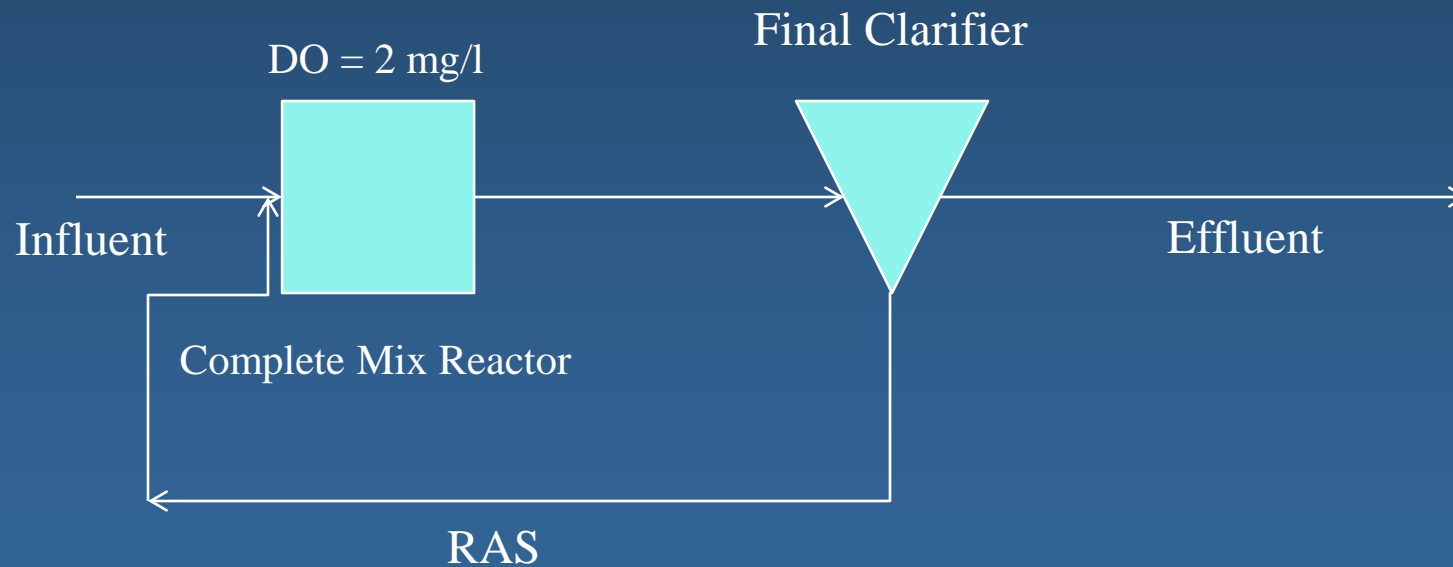 Final Clarifier
DO = 2 mg/l
Influent
Effluent
Complete Mix Reactor
RAS